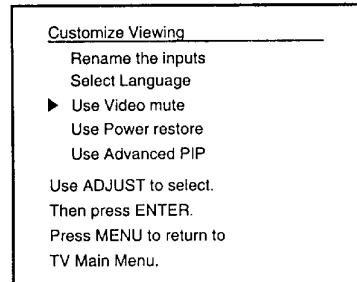 Customize Viewing
Rename the inputs
Select Language
▶ Use Video mute
Use Power restore
Use Advanced PIP
Use ADJUST to select.
Then press ENTER.
Press MENU to return to
TV Main Menu.